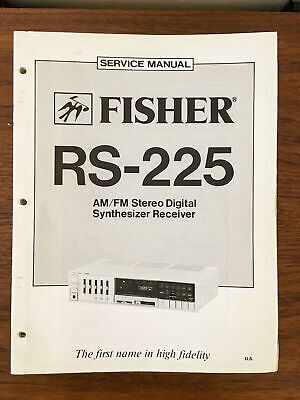 SERVICE MANUAL
FISHER®
RS-225
AM/FM Stereo Digital
Synthesizer Receiver
The first name in high fidelity
U.S.